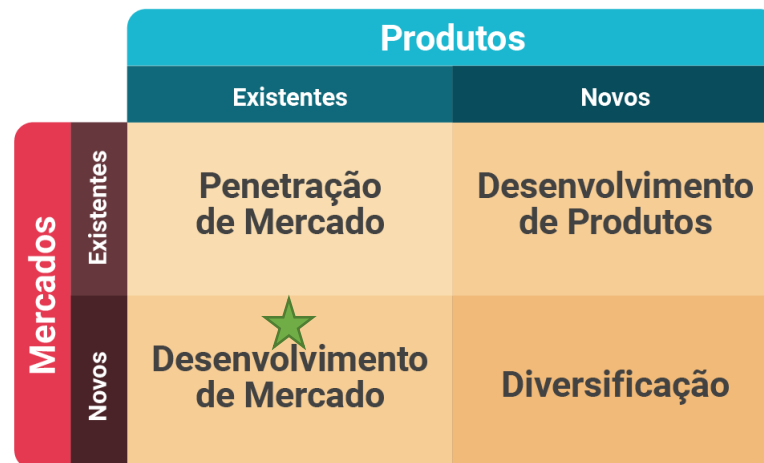 Produtos
Existentes
Novos
Mercados
Existentes
Penetração
de Mercado
Desenvolvimento
de Produtos
Novos
Desenvolvimento
de Mercado
Diversificação